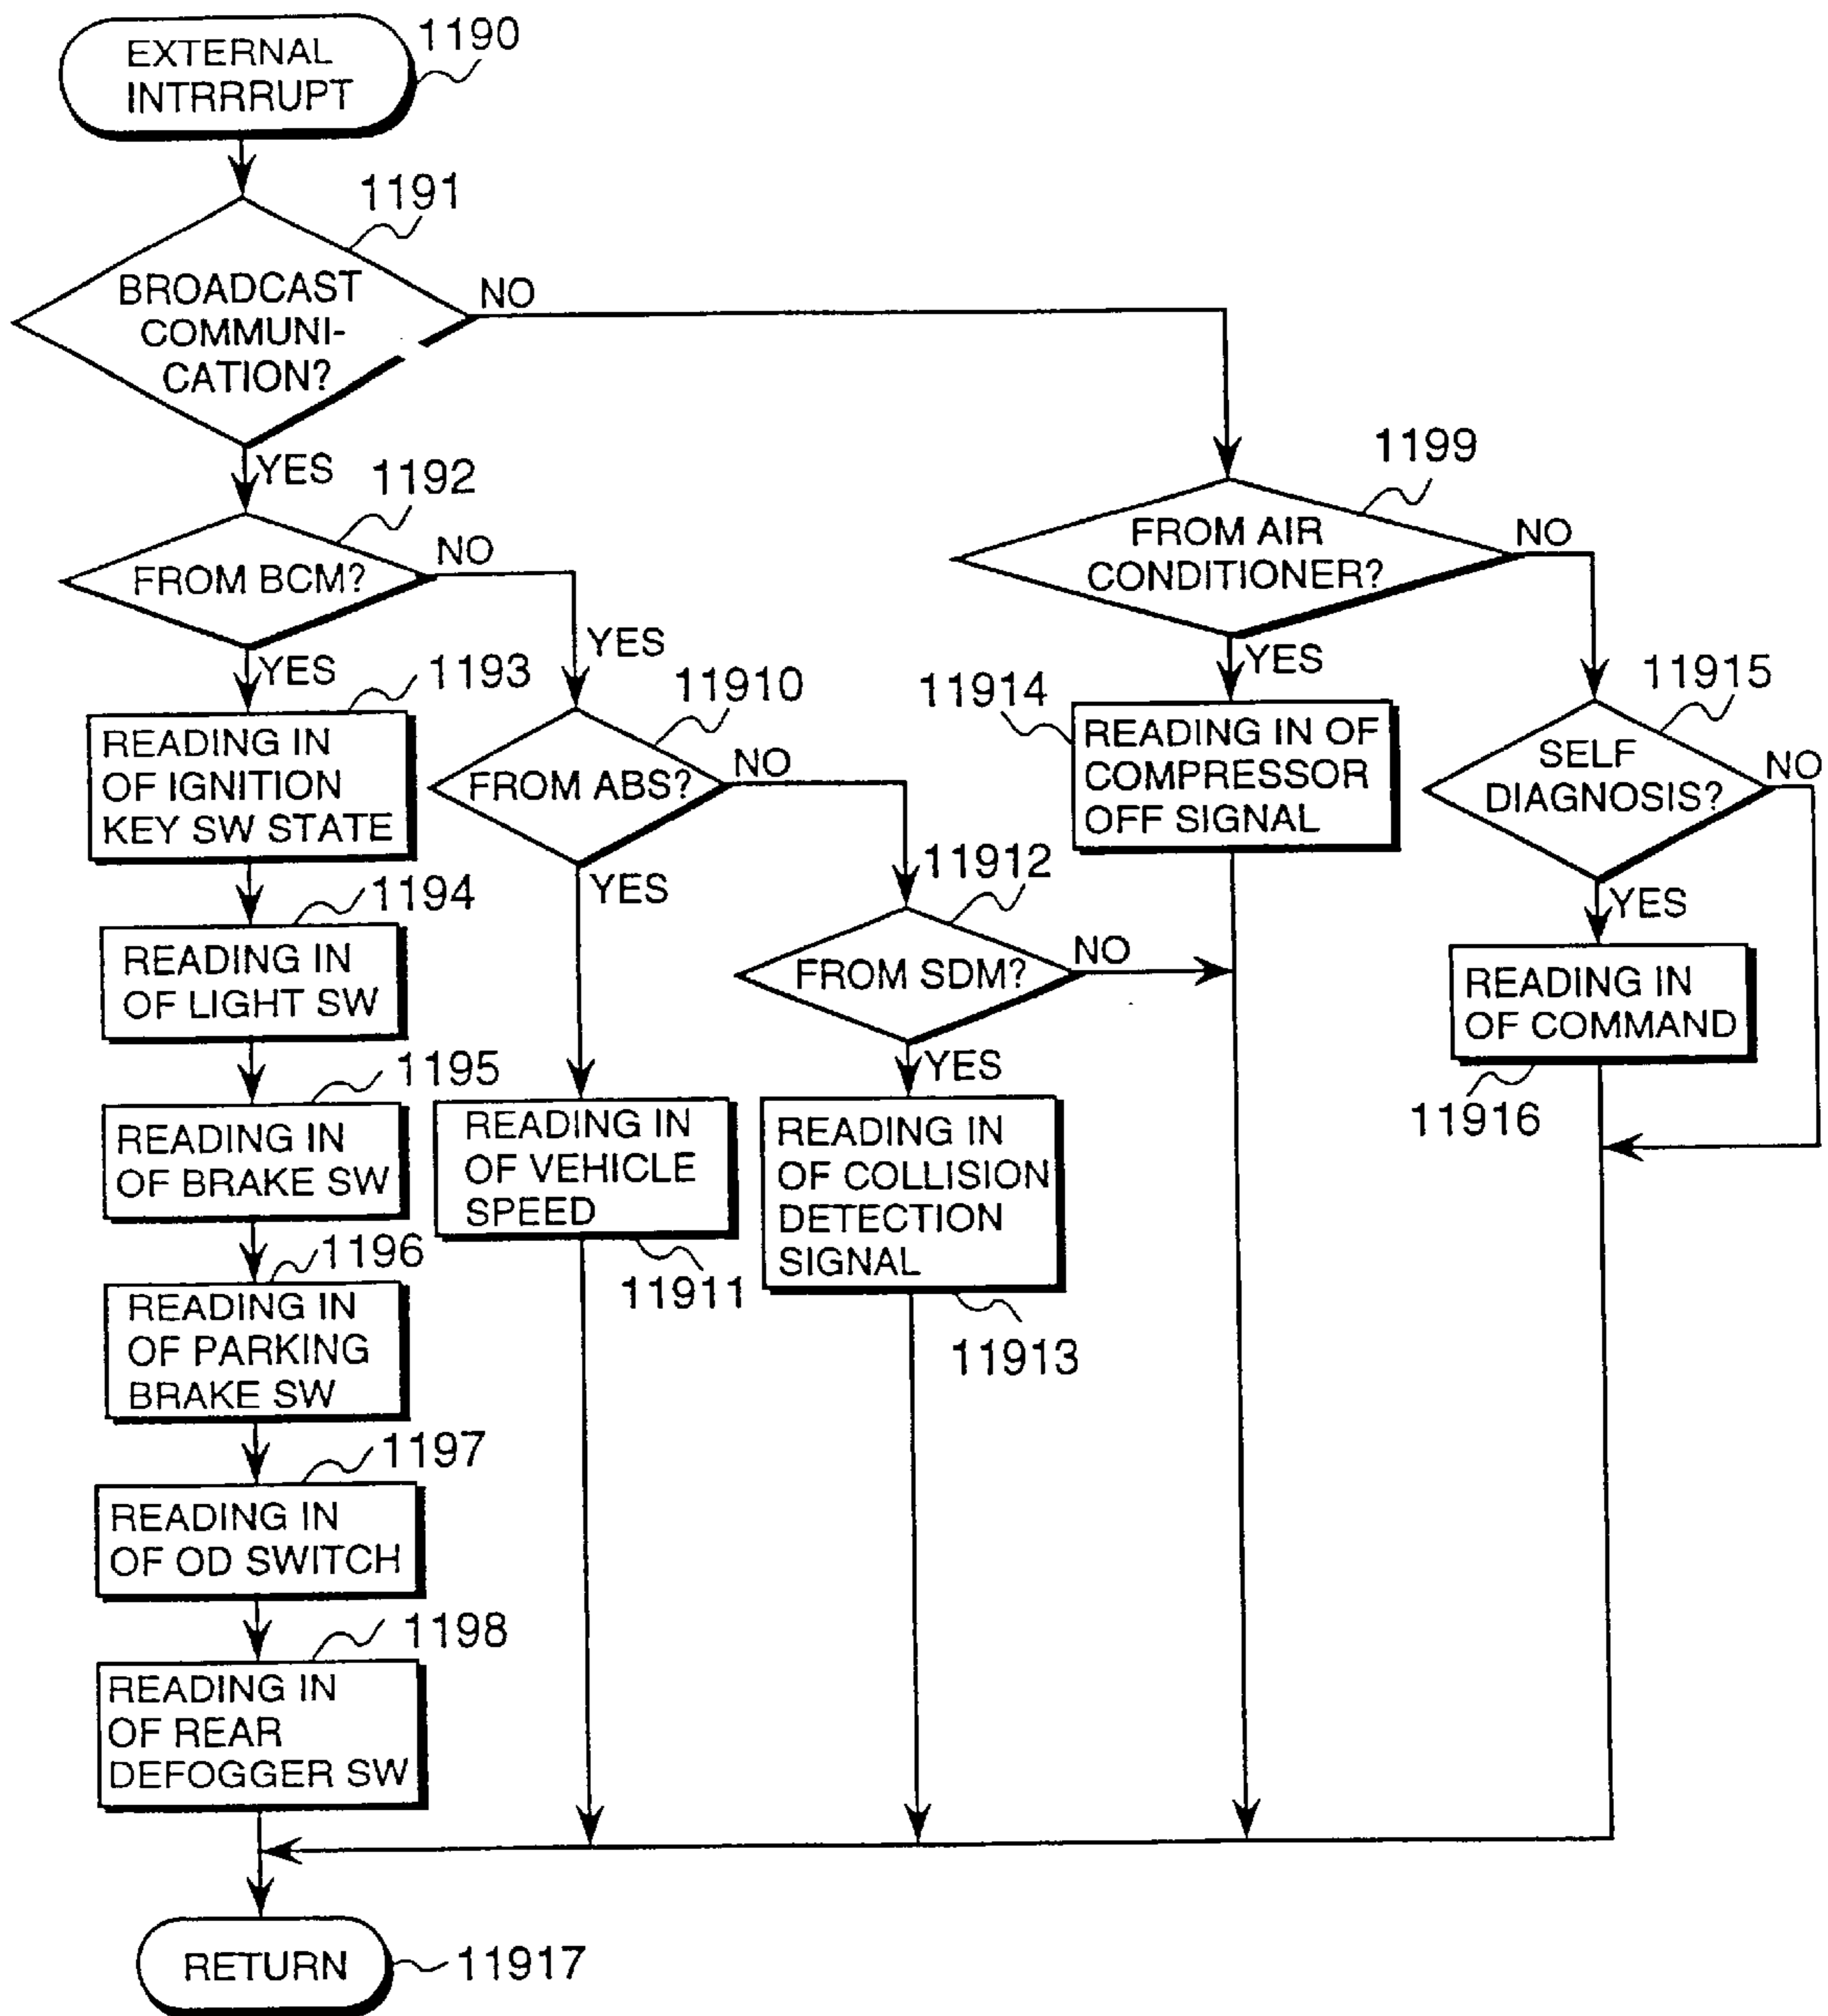 EXTERNAL
INTRRRUPT
1190
1191
BROADCAST
COMMUNI-
CATION?
NO
YES
1192
FROM BCM?
NO
YES
YES
1193
READING IN
OF IGNITION
KEY SW STATE
1194
READING IN
OF LIGHT SW
1195
READING IN
OF BRAKE SW
1196
READING IN
OF PARKING
BRAKE SW
1197
READING IN
OF OD SWITCH
1198
READING IN
OF REAR
DEFOGGER SW
11910
FROM ABS?
NO
YES
READING IN
OF VEHICLE
SPEED
11911
11912
FROM SDM?
NO
YES
READING IN
OF COLLISION
DETECTION
SIGNAL
11913
1199
FROM AIR
CONDITIONER?
NO
YES
11914
READING IN OF
COMPRESSOR
OFF SIGNAL
11915
SELF
DIAGNOSIS?
NO
YES
READING IN
OF COMMAND
11916
RETURN
11917